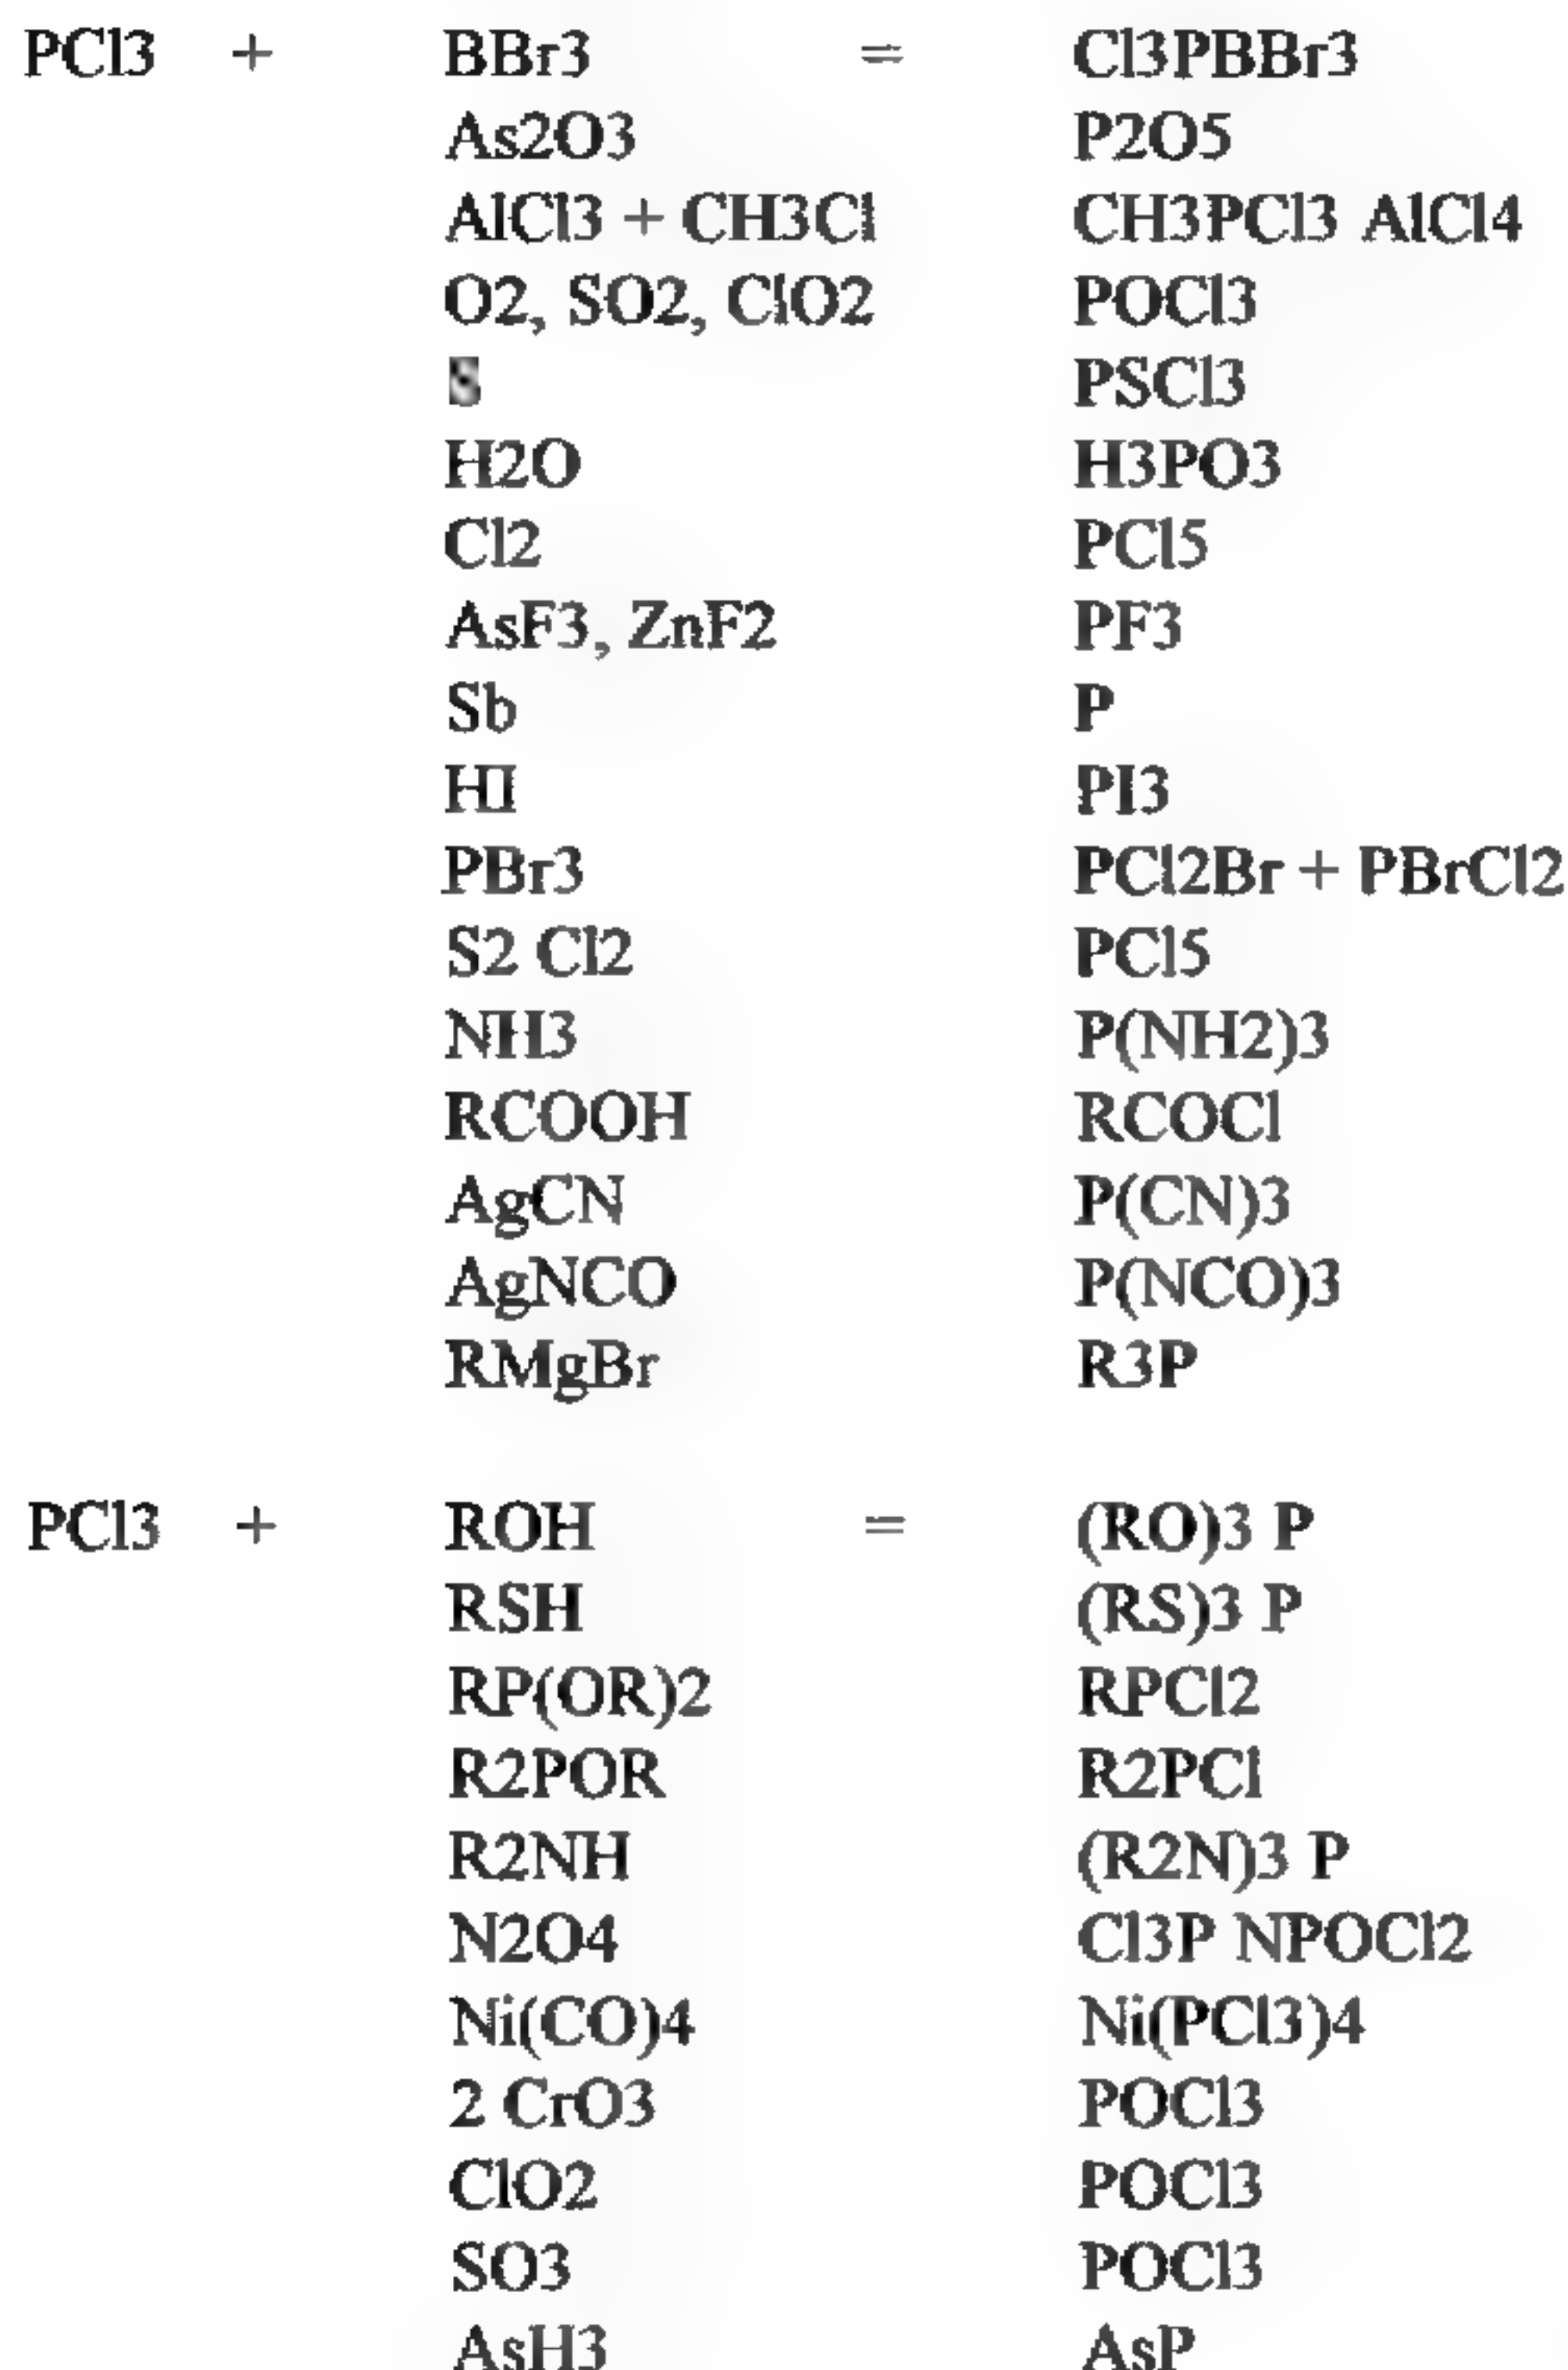 PCl3 + BBr3 = Cl3PBBr3
As2O3 P2O5
AlCl3 + CH3Cl CH3PCl3 AlCl4
O2, SO2, ClO2 POCl3
S PSCl3
H2O H3PO3
Cl2 PCl5
AsF3, ZnF2 PF3
Sb P
HI PI3
PBr3 PCl2Br + PBrCl2
S2 Cl2 PCl5
NH3 P(NH2)3
RCOOH RCOCl
AgCN P(CN)3
AgNCO P(NCO)3
RMgBr R3P
PCl3 + ROH = (RO)3 P
RSH (RS)3 P
RP(OR)2 RPCl2
R2POR R2PCl
R2NH (R2N)3 P
N2O4 Cl3P NPOCl2
Ni(CO)4 Ni(PCl3)4
2 CrO3 POCl3
ClO2 POCl3
SO3 POCl3
AsH3 AsP